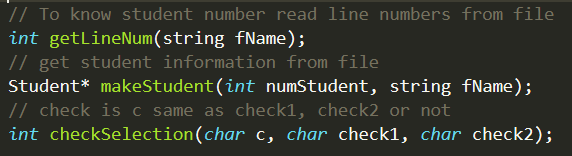 // To know student number read line numbers from file
int getLineNum(string fName);
// get student information from file
Student* makeStudent(int numStudent, string fName);
// check is c same as check1, check2 or not
int checkSelection(char c, char check1, char check2);